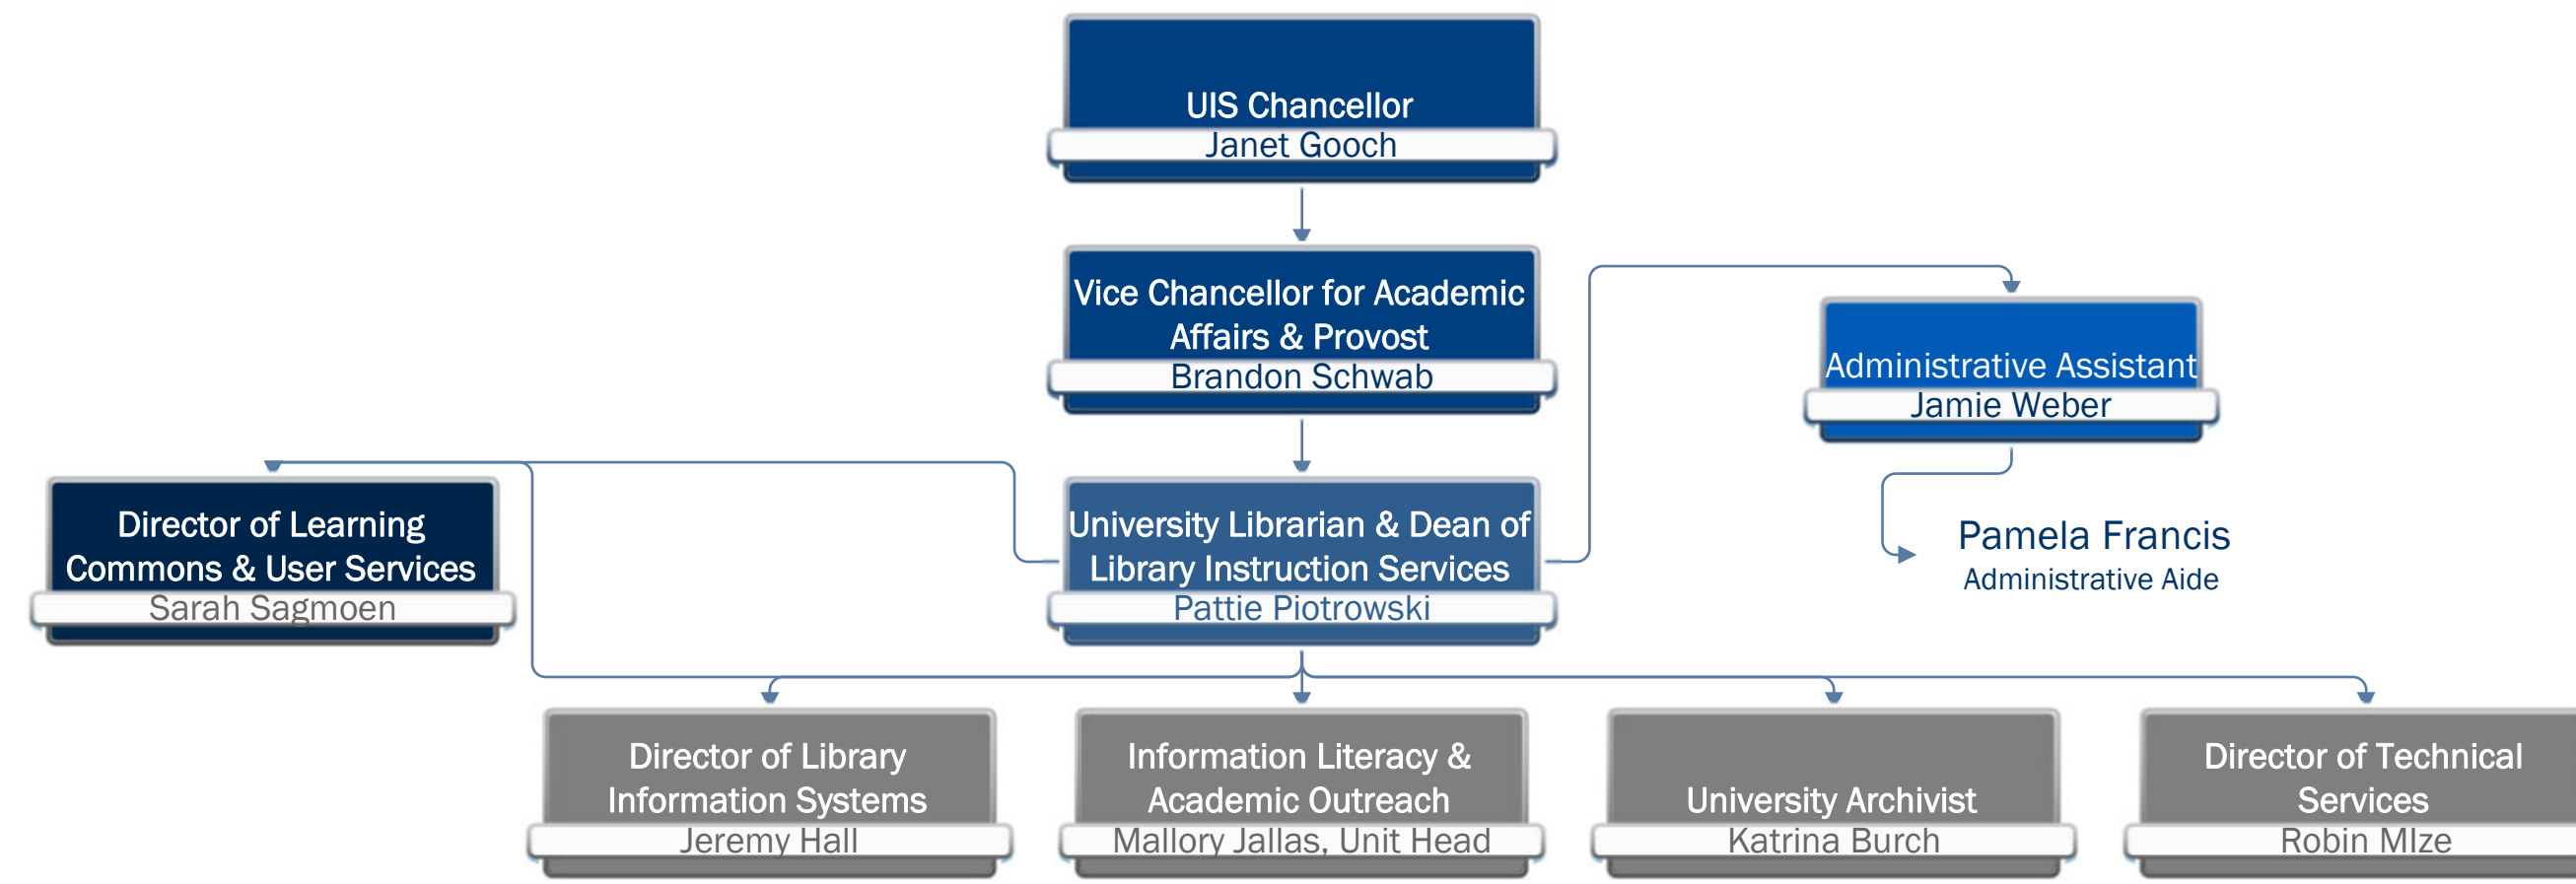 UIS Chancellor
Janet Gooch
Vice Chancellor for Academic
Affairs & Provost
Brandon Schwab
Administrative Assistant
Jamie Weber
Director of Learning
Commons & User Services
Sarah Sagmoen
University Librarian & Dean of
Library Instruction Services
Pattie Piotrowski
Pamela Francis
Administrative Aide
Director of Library
Information Systems
Jeremy Hall
Information Literacy &
Academic Outreach
Mallory Jallas, Unit Head
University Archivist
Katrina Burch
Director of Technical
Services
Robin MIze